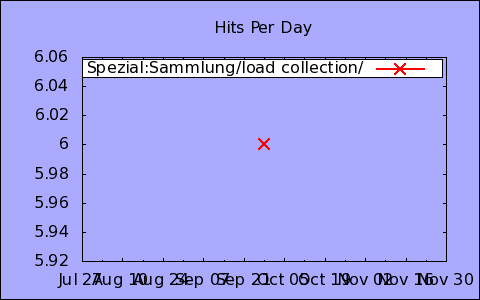 Hits Per Day
6.06
Spezial:Sammlung/load collection/
6.04
6.02
6
5.98
5.96
5.94
5.92
Jul 27 Aug 10 Aug 24 Sep 07 Sep 21 Oct 05 Oct 19 Nov 02 Nov 16 Nov 30